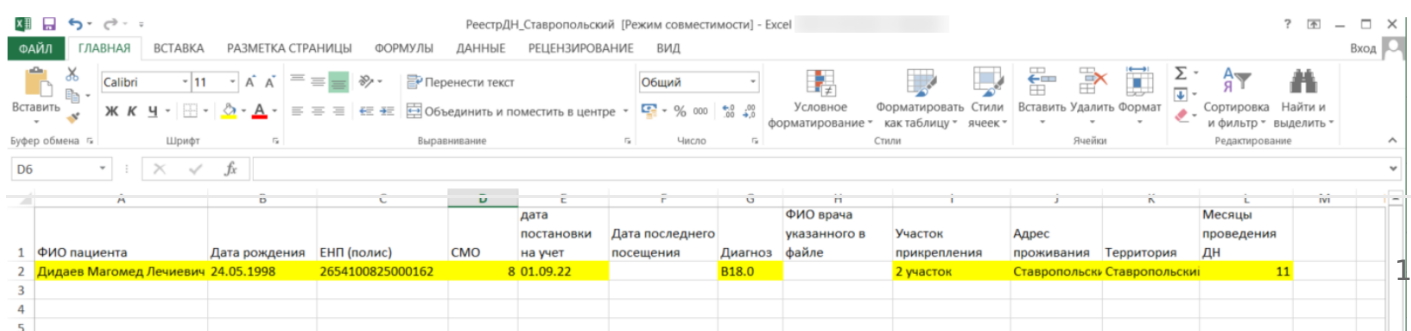 РеестрДН_Ставропольский [Режим совместимости] - Excel
ФАЙЛ ГЛАВНАЯ ВСТАВКА РАЗМЕТКА СТРАНИЦЫ ФОРМУЛЫ ДАННЫЕ РЕЦЕНЗИРОВАНИЕ ВИД Вход
Вставить
Буфер обмена
Calibri 11
Ж К Ч
Шрифт
Перенести текст
Объединить и поместить в центре
Выравнивание
Общий
% 000
Число
Условное форматирование
Форматировать как таблицу
Стили ячеек
Стили
Вставить Удалить Формат
Ячейки
Сортировка и фильтр
Найти и выделить
Редактирование
D6 fx
1 ФИО пациента Дата рождения ЕНП (полис) СМО дата постановки на учет Дата последнего посещения Диагноз ФИО врача указанного в файле Участок прикрепления Адрес проживания Территория Месяцы проведения ДН
2 Дидаев Магомед Лечиевич 24.05.1998 2654100825000162 8 01.09.22 B18.0 2 участок Ставропольски Ставропольский 11
3
4
5
1